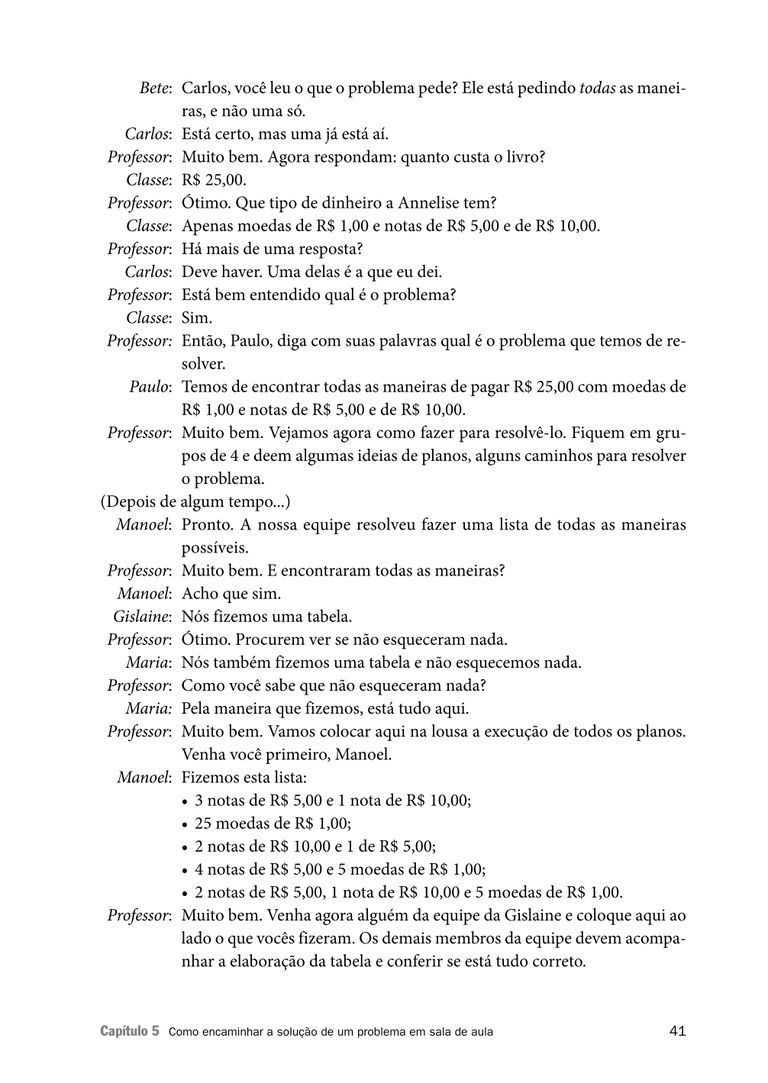 Bete: Carlos, você leu o que o problema pede? Ele está pedindo todas as manei-
ras, e não uma só.
Carlos: Está certo, mas uma já está aí.
Professor: Muito bem. Agora respondam: quanto custa o livro?
Classe: R$ 25,00.
Professor: Ótimo. Que tipo de dinheiro a Annelise tem?
Classe: Apenas moedas de R$ 1,00 e notas de R$ 5,00 e de R$ 10,00.
Professor: Há mais de uma resposta?
Carlos: Deve haver. Uma delas é a que eu dei.
Professor: Está bem entendido qual é o problema?
Classe: Sim.
Professor: Então, Paulo, diga com suas palavras qual é o problema que temos de re-
solver.
Paulo: Temos de encontrar todas as maneiras de pagar R$ 25,00 com moedas de
R$ 1,00 e notas de R$ 5,00 e de R$ 10,00.
Professor: Muito bem. Vejamos agora como fazer para resolvê-lo. Fiquem em gru-
pos de 4 e deem algumas ideias de planos, alguns caminhos para resolver
o problema.
(Depois de algum tempo...)
Manoel: Pronto. A nossa equipe resolveu fazer uma lista de todas as maneiras
possíveis.
Professor: Muito bem. E encontraram todas as maneiras?
Manoel: Acho que sim.
Gislaine: Nós fizemos uma tabela.
Professor: Ótimo. Procurem ver se não esqueceram nada.
Maria: Nós também fizemos uma tabela e não esquecemos nada.
Professor: Como você sabe que não esqueceram nada?
Maria: Pela maneira que fizemos, está tudo aqui.
Professor: Muito bem. Vamos colocar aqui na lousa a execução de todos os planos.
Venha você primeiro, Manoel.
Manoel: Fizemos esta lista:
• 3 notas de R$ 5,00 e 1 nota de R$ 10,00;
• 25 moedas de R$ 1,00;
• 2 notas de R$ 10,00 e 1 de R$ 5,00;
• 4 notas de R$ 5,00 e 5 moedas de R$ 1,00;
• 2 notas de R$ 5,00, 1 nota de R$ 10,00 e 5 moedas de R$ 1,00.
Professor: Muito bem. Venha agora alguém da equipe da Gislaine e coloque aqui ao
lado o que vocês fizeram. Os demais membros da equipe devem acompa-
nhar a elaboração da tabela e conferir se está tudo correto.
Capítulo 5 Como encaminhar a solução de um problema em sala de aula 41